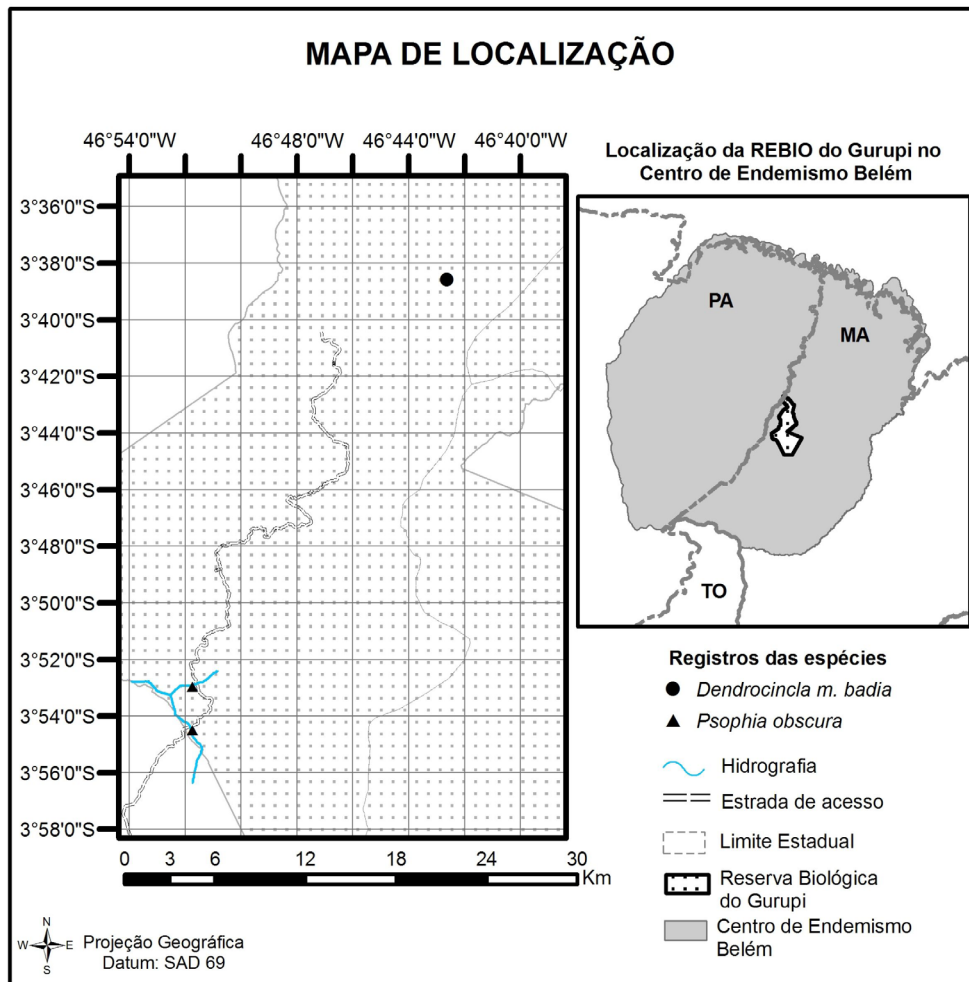 MAPA DE LOCALIZAÇÃO
46°54'0"W 46°48'0"W 46°44'0"W 46°40'0"W
3°36'0"S
3°38'0"S
3°40'0"S
3°42'0"S
3°44'0"S
3°46'0"S
3°48'0"S
3°50'0"S
3°52'0"S
3°54'0"S
3°56'0"S
3°58'0"S
0 3 6 12 18 24 30
Km
N
W E
S
Projeção Geográfica
Datum: SAD 69
Localização da REBIO do Gurupi no
Centro de Endemismo Belém
PA
MA
TO
Registros das espécies
Dendrocincla m. badia
Psophia obscura
Hidrografia
Estrada de acesso
Limite Estadual
Reserva Biológica
do Gurupi
Centro de Endemismo
Belém